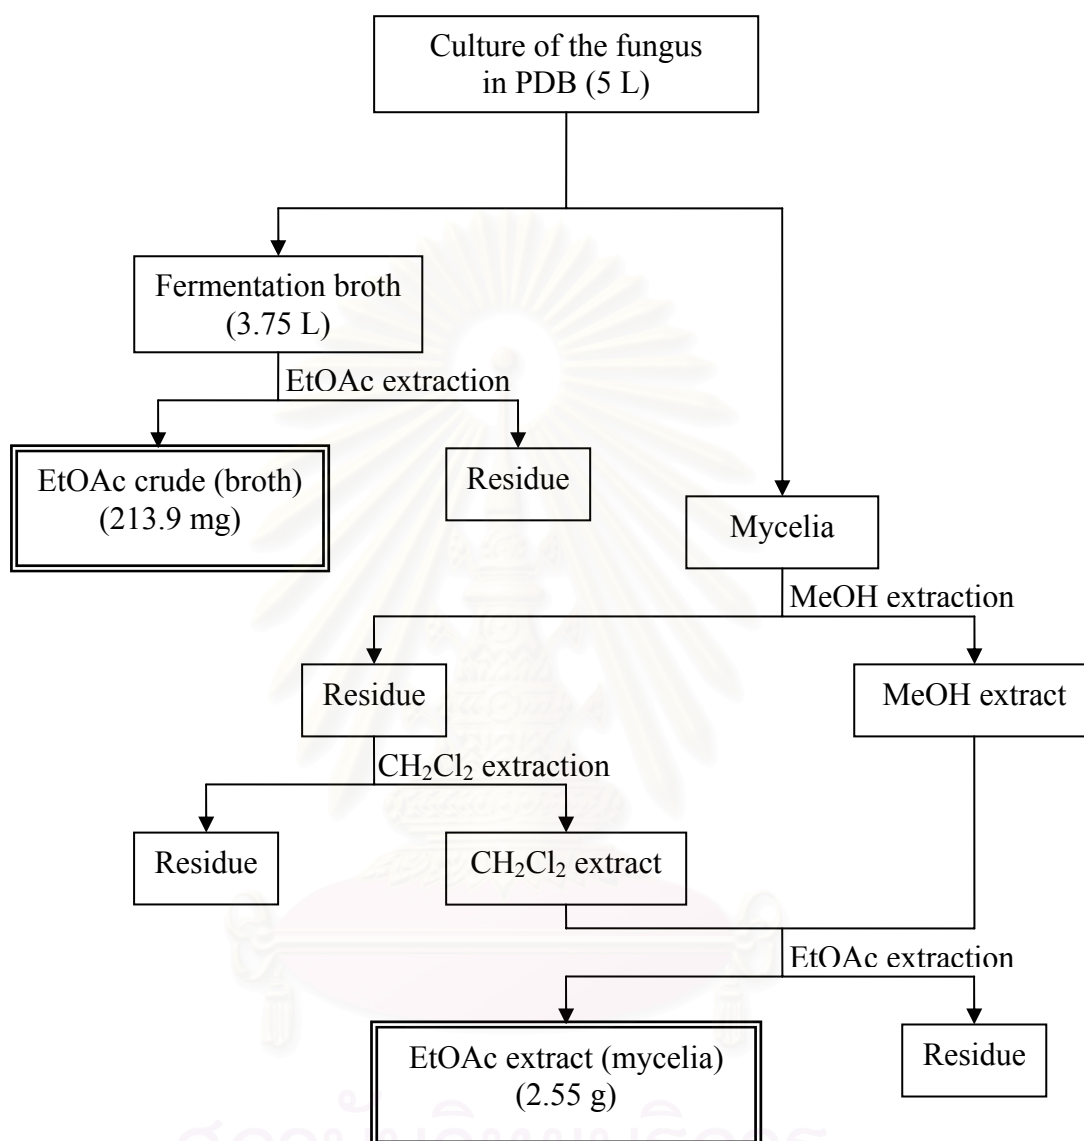 Culture of the fungus
in PDB (5 L)
Fermentation broth
(3.75 L)
EtOAc extraction
EtOAc crude (broth)
(213.9 mg)
Residue
Mycelia
MeOH extraction
Residue
MeOH extract
CH₂Cl₂ extraction
Residue
CH₂Cl₂ extract
EtOAc extraction
EtOAc extract (mycelia)
(2.55 g)
Residue